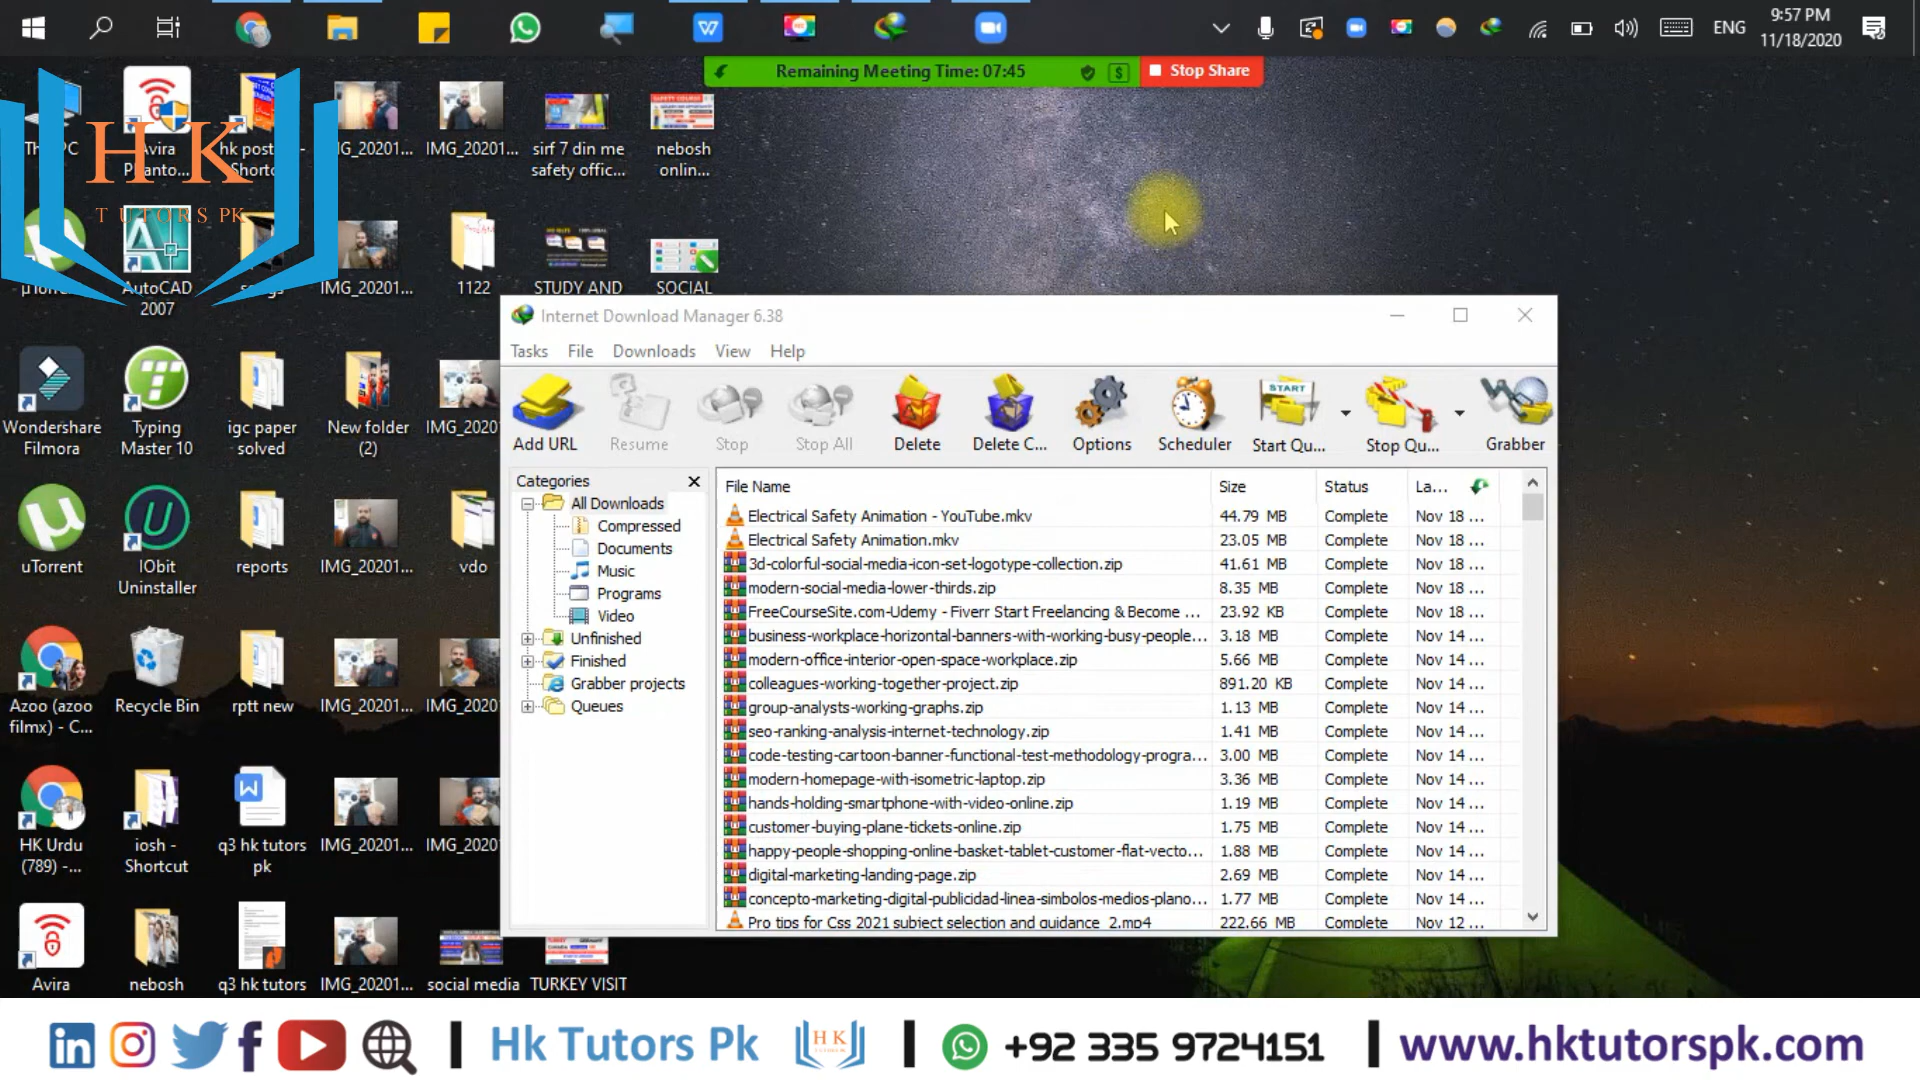 9:57 PM
ENG
11/18/2020
Remaining Meeting Time: 07:45
Stop Share
H K
TUTORS PK
IMG_20201...
sirf 7 din me
safety offic...
nebosh
onlin...
IMG_20201...
1122
STUDY AND
SOCIAL
AutoCAD
2007
Wondershare
Filmora
Typing
Master 10
igc paper
solved
New folder
(2)
uTorrent
IObit
Uninstaller
reports
IMG_20201...
vdo
Azoo (azoo
filmx) - C...
Recycle Bin
rptt new
IMG_20201...
HK Urdu
(789) -...
iosh -
Shortcut
q3 hk tutors
pk
IMG_20201...
Avira
nebosh
q3 hk tutors
IMG_20201...
social media
TURKEY VISIT
Internet Download Manager 6.38
Tasks File Downloads View Help
START
Add URL Resume Stop Stop All Delete Delete C... Options Scheduler Start Qu... Stop Qu... Grabber
Categories
All Downloads
Compressed
Documents
Music
Programs
Video
Unfinished
Finished
Grabber projects
Queues
File Name Size Status La...
Electrical Safety Animation - YouTube.mkv 44.79 MB Complete Nov 18 ...
Electrical Safety Animation.mkv 23.05 MB Complete Nov 18 ...
3d-colorful-social-media-icon-set-logotype-collection.zip 41.61 MB Complete Nov 18 ...
modern-social-media-lower-thirds.zip 8.35 MB Complete Nov 18 ...
FreeCourseSite.com-Udemy - Fiverr Start Freelancing & Become ... 23.92 KB Complete Nov 18 ...
business-workplace-horizontal-banners-with-working-busy-people... 3.18 MB Complete Nov 14 ...
modern-office-interior-open-space-workplace.zip 5.66 MB Complete Nov 14 ...
colleagues-working-together-project.zip 891.20 KB Complete Nov 14 ...
group-analysts-working-graphs.zip 1.13 MB Complete Nov 14 ...
seo-ranking-analysis-internet-technology.zip 1.41 MB Complete Nov 14 ...
code-testing-cartoon-banner-functional-test-methodology-progra... 3.00 MB Complete Nov 14 ...
modern-homepage-with-isometric-laptop.zip 3.36 MB Complete Nov 14 ...
hands-holding-smartphone-with-video-online.zip 1.19 MB Complete Nov 14 ...
customer-buying-plane-tickets-online.zip 1.75 MB Complete Nov 14 ...
happy-people-shopping-online-basket-tablet-customer-flat-vecto... 1.88 MB Complete Nov 14 ...
digital-marketing-landing-page.zip 2.69 MB Complete Nov 14 ...
concepto-marketing-digital-publicidad-linea-simbolos-medios-plano... 1.77 MB Complete Nov 14 ...
Pro tips for Css 2021 subject selection and guidance_2.mp4 222.66 MB Complete Nov 12 ...
Hk Tutors Pk
+92 335 9724151
www.hktutorspk.com